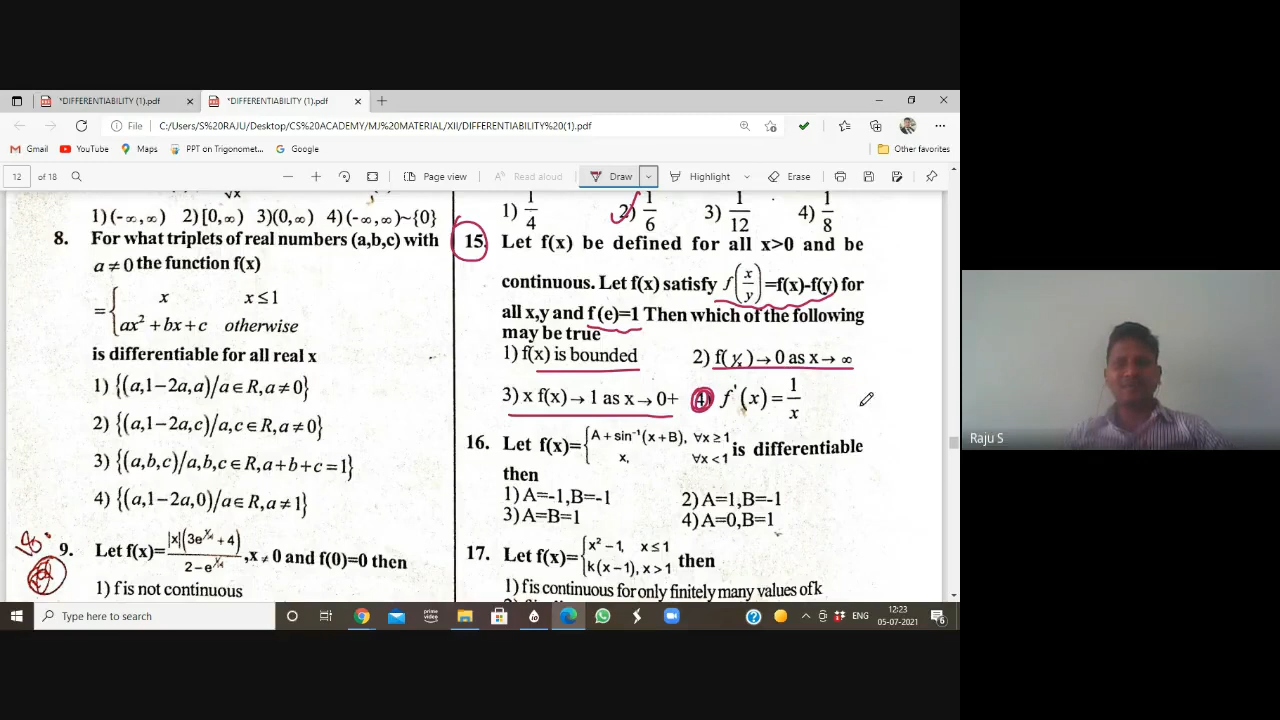 *DIFFERENTIABILITY (1).pdf
*DIFFERENTIABILITY (1).pdf
File
C:/Users/S%20RAJU/Desktop/CS%20ACADEMY/MJ%20MATERIAL/XII/DIFFERENTIABILITY%20(1).pdf
Gmail YouTube Maps PPT on Trigonomet... Google Other favorites
12 of 18 Page view Read aloud Draw Highlight Erase
√x
1)(-∞,∞) 2)[0,∞) 3)(0,∞) 4)(-∞,∞)~{0}
8. For what triplets of real numbers (a,b,c) with
a≠0 the function f(x)
= { x x≤1
ax²+bx+c otherwise
is differentiable for all real x
1) {(a,1-2a,a)/a∈R,a≠0}
2) {(a,1-2a,c)/a,c∈R,a≠0}
3) {(a,b,c)/a,b,c∈R,a+b+c=1}
4) {(a,1-2a,0)/a∈R,a≠1}
9. Let f(x)= |x|(3e^{1/x}+4) / 2-e^{1/x} ,x≠0 and f(0)=0 then
1) f is not continuous
1) 1/4 2) 1/6 3) 1/12 4) 1/8
15. Let f(x) be defined for all x>0 and be
continuous. Let f(x) satisfy f(x/y)=f(x)-f(y) for
all x,y and f(e)=1 Then which of the following
may be true
1) f(x) is bounded 2) f(1/x)→0 as x→∞
3) x f(x)→1 as x→0+ 4) f'(x)=1/x
16. Let f(x)={ A+sin⁻¹(x+B), ∀x≥1
x, ∀x<1 is differentiable
then
1) A=-1,B=-1 2) A=1,B=-1
3) A=B=1 4) A=0,B=1
17. Let f(x)={ x²-1, x≤1
k(x-1), x>1 then
1) f is continuous for only finitely many values of k
Raju S
Type here to search
prime video
ENG
12:23
05-07-2021
6